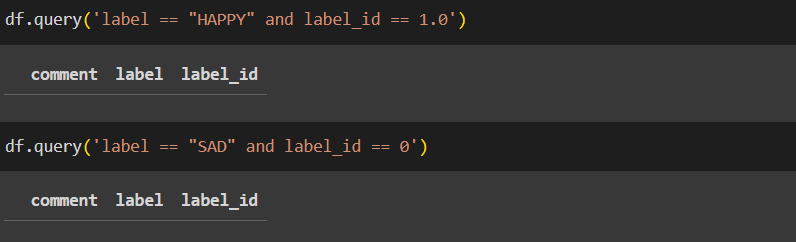 df.query('label == "HAPPY" and label_id == 1.0')
comment label label_id
df.query('label == "SAD" and label_id == 0')
comment label label_id